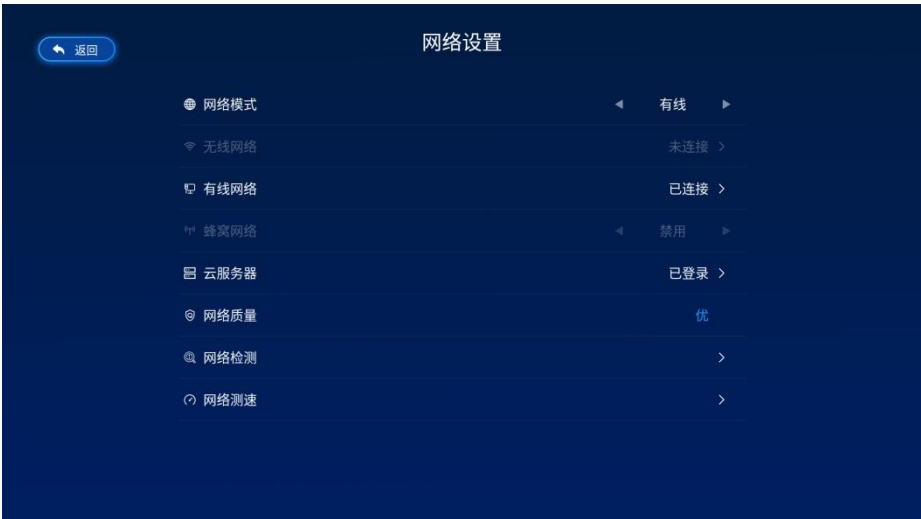 返回
网络设置
网络模式 有线
无线网络 未连接
有线网络 已连接
蜂窝网络 禁用
云服务器 已登录
网络质量 优
网络检测
网络测速